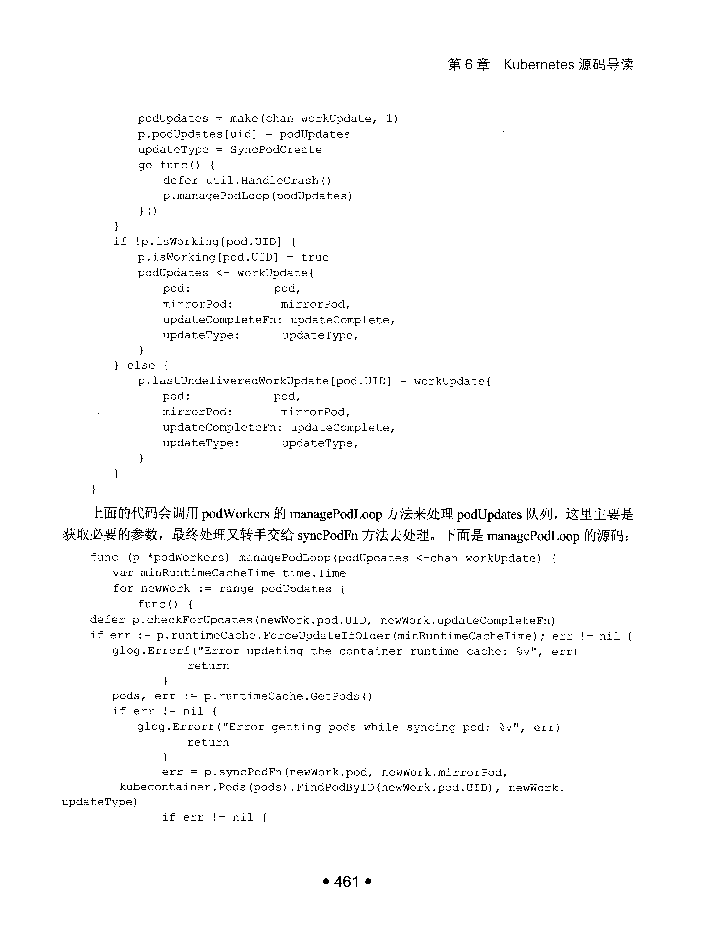 第 6 章 Kubernetes 源码导读
podUpdates = make(chan workUpdate, 1)
p.podUpdates[uid] = podUpdates
updateType = SyncPodCreate
go func() {
defer util.HandleCrash()
p.managePodLoop(podUpdates)
}()
}
if !p.isWorking[pod.UID] {
p.isWorking[pod.UID] = true
podUpdates <- workUpdate{
pod: pod,
mirrorPod: mirrorPod,
updateCompleteFn: updateComplete,
updateType: updateType,
}
} else {
p.lastUndeliveredWorkUpdate[pod.UID] = workUpdate{
pod: pod,
mirrorPod: mirrorPod,
updateCompleteFn: updateComplete,
updateType: updateType,
}
}
}
上面的代码会调用 podWorkers 的 managePodLoop 方法来处理 podUpdates 队列，这里主要是
获取必要的参数，最终处理又转手交给 syncPodFn 方法去处理。下面是 managePodLoop 的源码：
func (p *podWorkers) managePodLoop(podUpdates <-chan workUpdate) {
var minRuntimeCacheTime time.Time
for newWork := range podUpdates {
func() {
defer p.checkForUpdates(newWork.pod.UID, newWork.updateCompleteFn)
if err := p.runtimeCache.ForceUpdateIfOlder(minRuntimeCacheTime); err != nil {
glog.Errorf("Error updating the container runtime cache: %v", err)
return
}
pods, err := p.runtimeCache.GetPods()
if err != nil {
glog.Errorf("Error getting pods while syncing pod: %v", err)
return
}
err = p.syncPodFn(newWork.pod, newWork.mirrorPod,
kubecontainer.Pods(pods).FindPodByID(newWork.pod.UID), newWork.
updateType)
if err != nil {
• 461 •